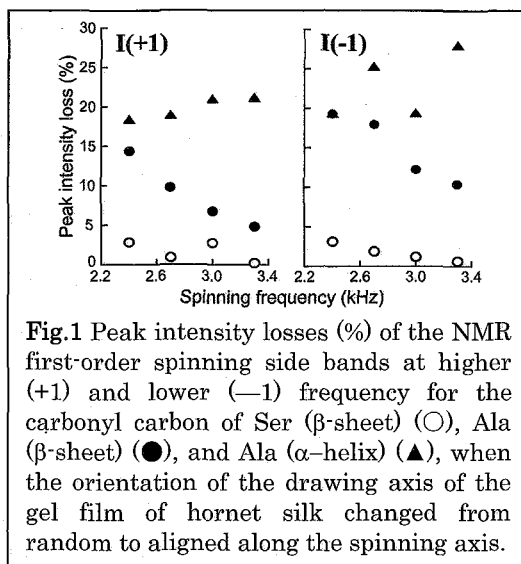 I(+1)
I(-1)
Peak intensity loss (%)
30
25
20
15
10
5
0
2.2
2.6
3.0
3.4
2.2
2.6
3.0
3.4
Spinning frequency (kHz)
Fig.1 Peak intensity losses (%) of the NMR
first-order spinning side bands at higher
(+1) and lower (—1) frequency for the
carbonyl carbon of Ser (β-sheet) (○), Ala
(β-sheet) (●), and Ala (α–helix) (▲), when
the orientation of the drawing axis of the
gel film of hornet silk changed from
random to aligned along the spinning axis.